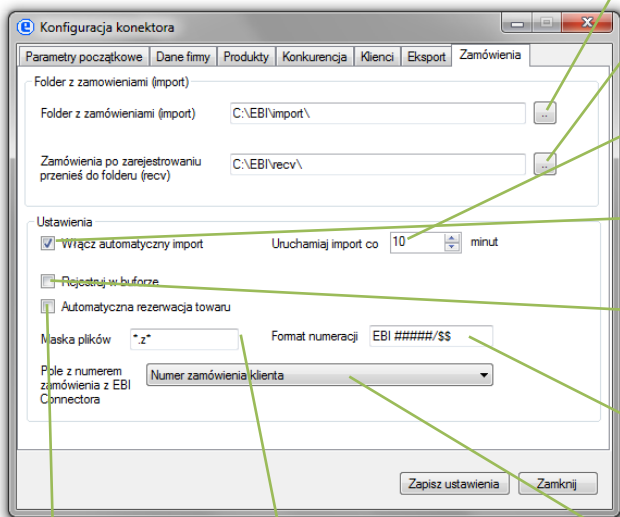 Konfiguracja konektora
Parametry początkowe Dane firmy Produkty Konkurencja Klienci Eksport Zamówienia
Folder z zamowieniami (import)
Folder z zamówieniami (import) C:\EBI\import\ ..
Zamówienia po zarejestrowaniu
przenieś do folderu (recv) C:\EBI\recv\ ..
Ustawienia
Włącz automatyczny import Uruchamiaj import co 10 minut
Rejestruj w buforze
Automatyczna rezerwacja towaru
Maska plików *.z* Format numeracji EBI #####/$$
Pole z numerem
zamówienia z EBI
Connectora Numer zamówienia klienta
Zapisz ustawienia Zamknij